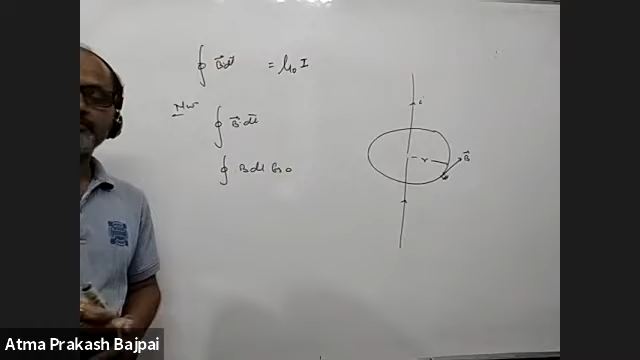 ∮ B⃗.dl⃗ = μ₀ I
Now
∮ B⃗.dl⃗
∮ B dl cos 0
i
r
B⃗
Atma Prakash Bajpai